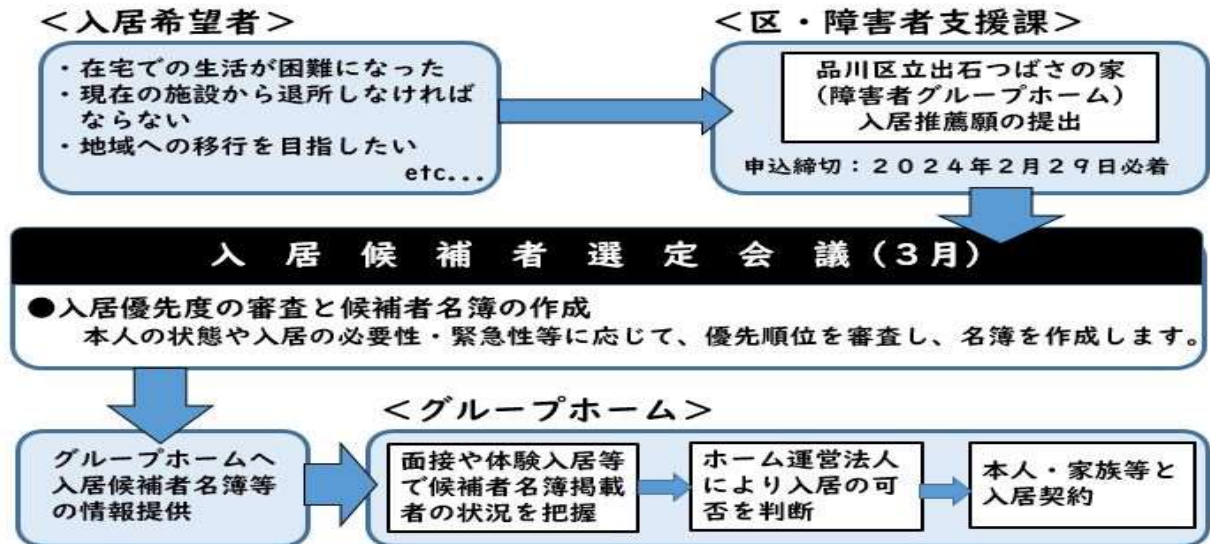 <入居希望者>
・在宅での生活が困難になった
・現在の施設から退所しなければ
ならない
・地域への移行を目指したい
etc...
<区・障害者支援課>
品川区立出石つばさの家
(障害者グループホーム)
入居推薦願の提出
申込締切:2024年2月29日必着
入居候補者選定会議(3月)
●入居優先度の審査と候補者名簿の作成
本人の状態や入居の必要性・緊急性等に応じて、優先順位を審査し、名簿を作成します。
グループホームへ
入居候補者名簿等
の情報提供
<グループホーム>
面接や体験入居等
で候補者名簿掲載
者の状況を把握
ホーム運営法人
により入居の可
否を判断
本人・家族等と
入居契約